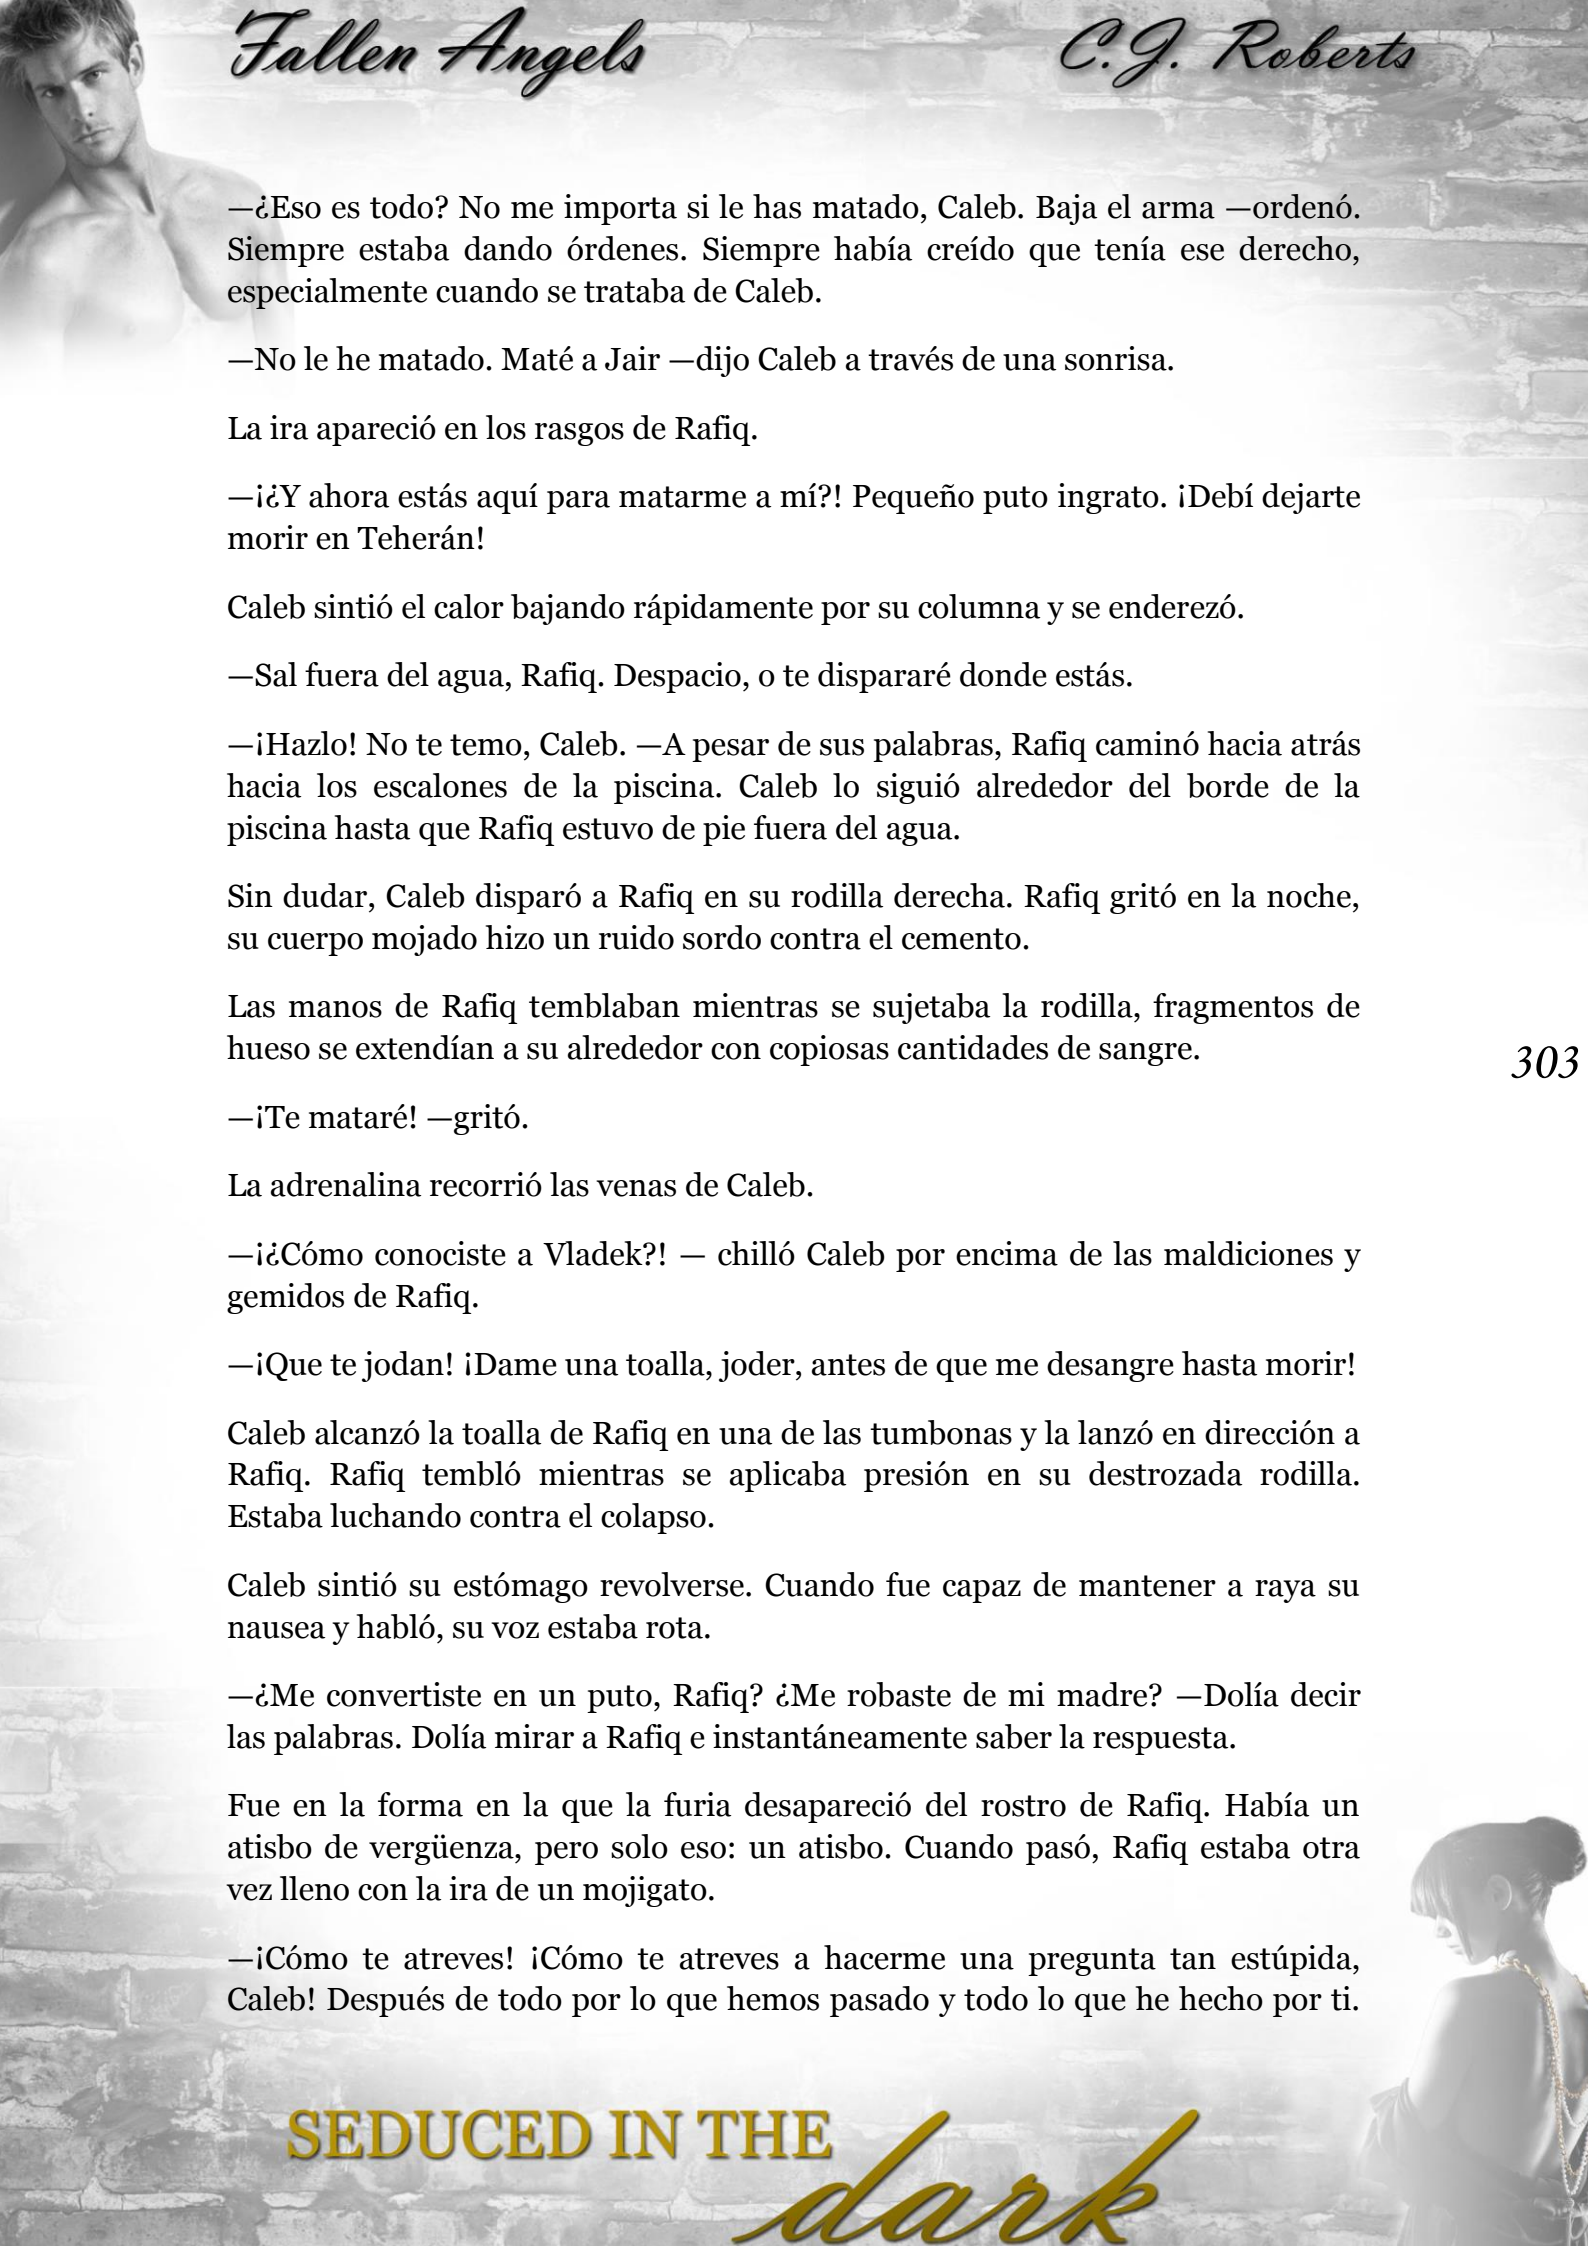 Fallen Angels C.J. Roberts
—¿Eso es todo? No me importa si le has matado, Caleb. Baja el arma —ordenó.
Siempre estaba dando órdenes. Siempre había creído que tenía ese derecho,
especialmente cuando se trataba de Caleb.
—No le he matado. Maté a Jair —dijo Caleb a través de una sonrisa.
La ira apareció en los rasgos de Rafiq.
—¡¿Y ahora estás aquí para matarme a mí?! Pequeño puto ingrato. ¡Debí dejarte
morir en Teherán!
Caleb sintió el calor bajando rápidamente por su columna y se enderezó.
—Sal fuera del agua, Rafiq. Despacio, o te dispararé donde estás.
—¡Hazlo! No te temo, Caleb. —A pesar de sus palabras, Rafiq caminó hacia atrás
hacia los escalones de la piscina. Caleb lo siguió alrededor del borde de la
piscina hasta que Rafiq estuvo de pie fuera del agua.
Sin dudar, Caleb disparó a Rafiq en su rodilla derecha. Rafiq gritó en la noche,
su cuerpo mojado hizo un ruido sordo contra el cemento.
Las manos de Rafiq temblaban mientras se sujetaba la rodilla, fragmentos de
hueso se extendían a su alrededor con copiosas cantidades de sangre.
303
—¡Te mataré! —gritó.
La adrenalina recorrió las venas de Caleb.
—¡¿Cómo conociste a Vladek?! — chilló Caleb por encima de las maldiciones y
gemidos de Rafiq.
—¡Que te jodan! ¡Dame una toalla, joder, antes de que me desangre hasta morir!
Caleb alcanzó la toalla de Rafiq en una de las tumbonas y la lanzó en dirección a
Rafiq. Rafiq tembló mientras se aplicaba presión en su destrozada rodilla.
Estaba luchando contra el colapso.
Caleb sintió su estómago revolverse. Cuando fue capaz de mantener a raya su
nausea y habló, su voz estaba rota.
—¿Me convertiste en un puto, Rafiq? ¿Me robaste de mi madre? —Dolía decir
las palabras. Dolía mirar a Rafiq e instantáneamente saber la respuesta.
Fue en la forma en la que la furia desapareció del rostro de Rafiq. Había un
atisbo de vergüenza, pero solo eso: un atisbo. Cuando pasó, Rafiq estaba otra
vez lleno con la ira de un mojigato.
—¡Cómo te atreves! ¡Cómo te atreves a hacerme una pregunta tan estúpida,
Caleb! Después de todo por lo que hemos pasado y todo lo que he hecho por ti.
SEDUCED IN THE
dark